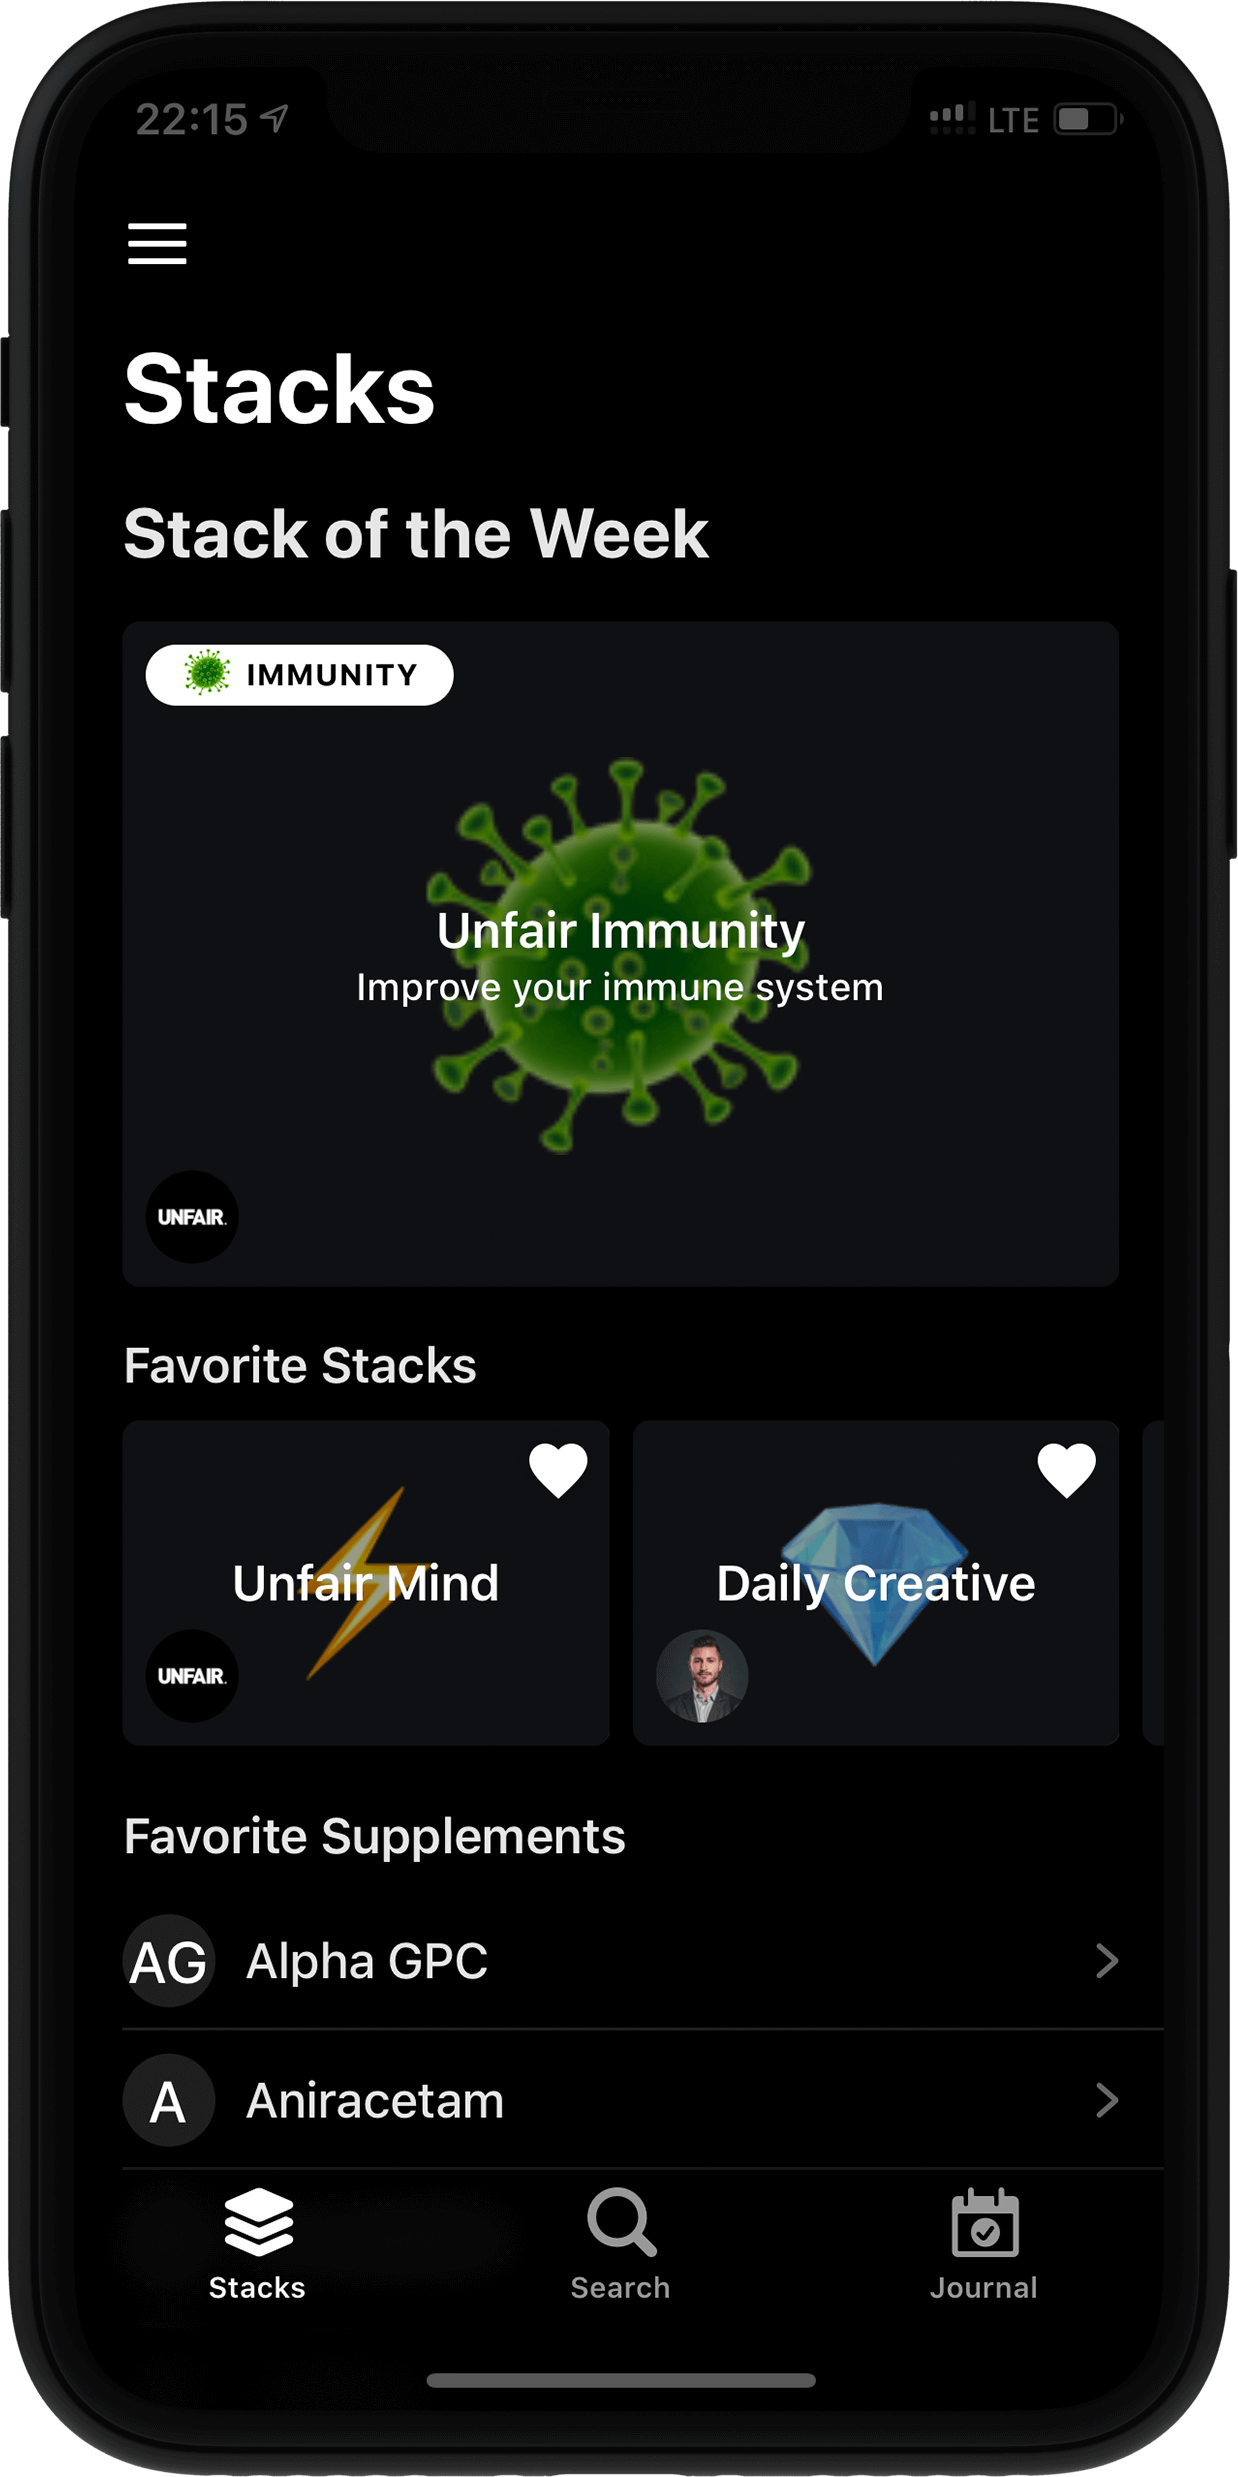 22:15
LTE
Stacks
Stack of the Week
IMMUNITY
Unfair Immunity
Improve your immune system
UNFAIR.
Favorite Stacks
Unfair Mind
UNFAIR.
Daily Creative
Favorite Supplements
AG Alpha GPC
A Aniracetam
Stacks Search Journal